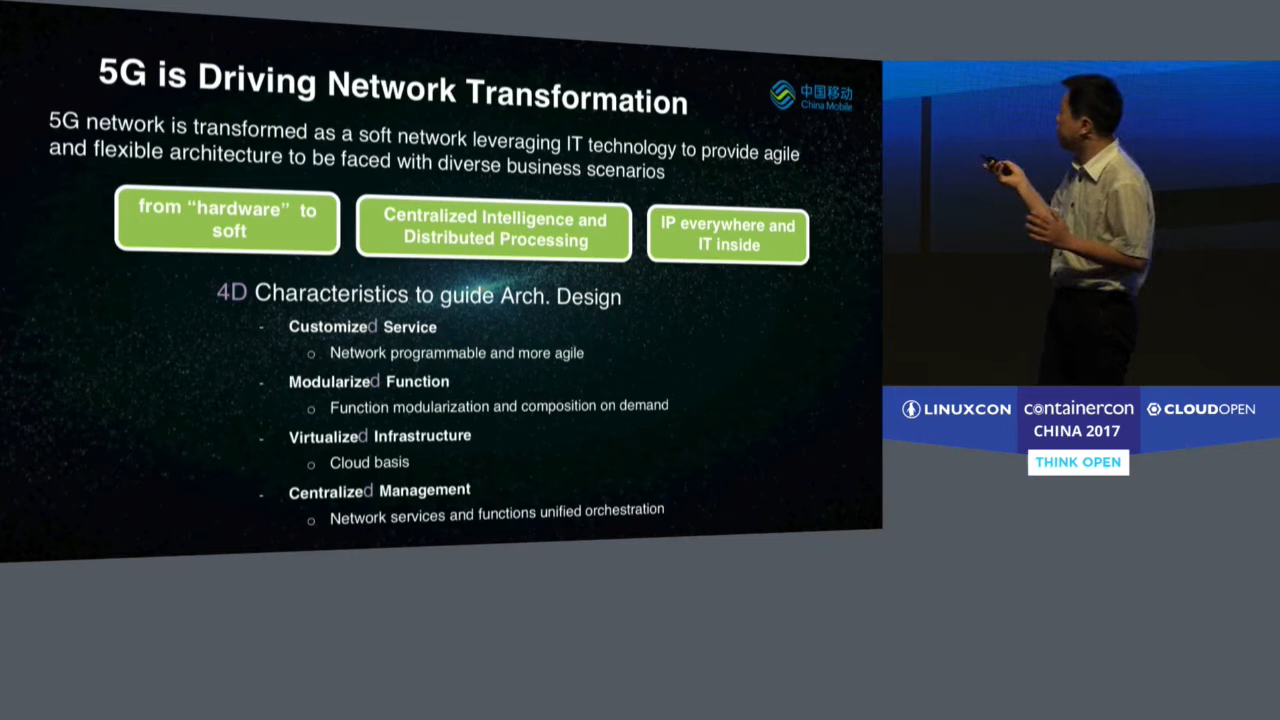 5G is Driving Network Transformation
中国移动
China Mobile
5G network is transformed as a soft network leveraging IT technology to provide agile
and flexible architecture to be faced with diverse business scenarios
from “hardware” to
soft
Centralized Intelligence and
Distributed Processing
IP everywhere and
IT inside
4D Characteristics to guide Arch. Design
- Customized Service
o Network programmable and more agile
- Modularized Function
o Function modularization and composition on demand
- Virtualized Infrastructure
o Cloud basis
- Centralized Management
o Network services and functions unified orchestration
LINUXCON
containercon
CLOUDOPEN
CHINA 2017
THINK OPEN